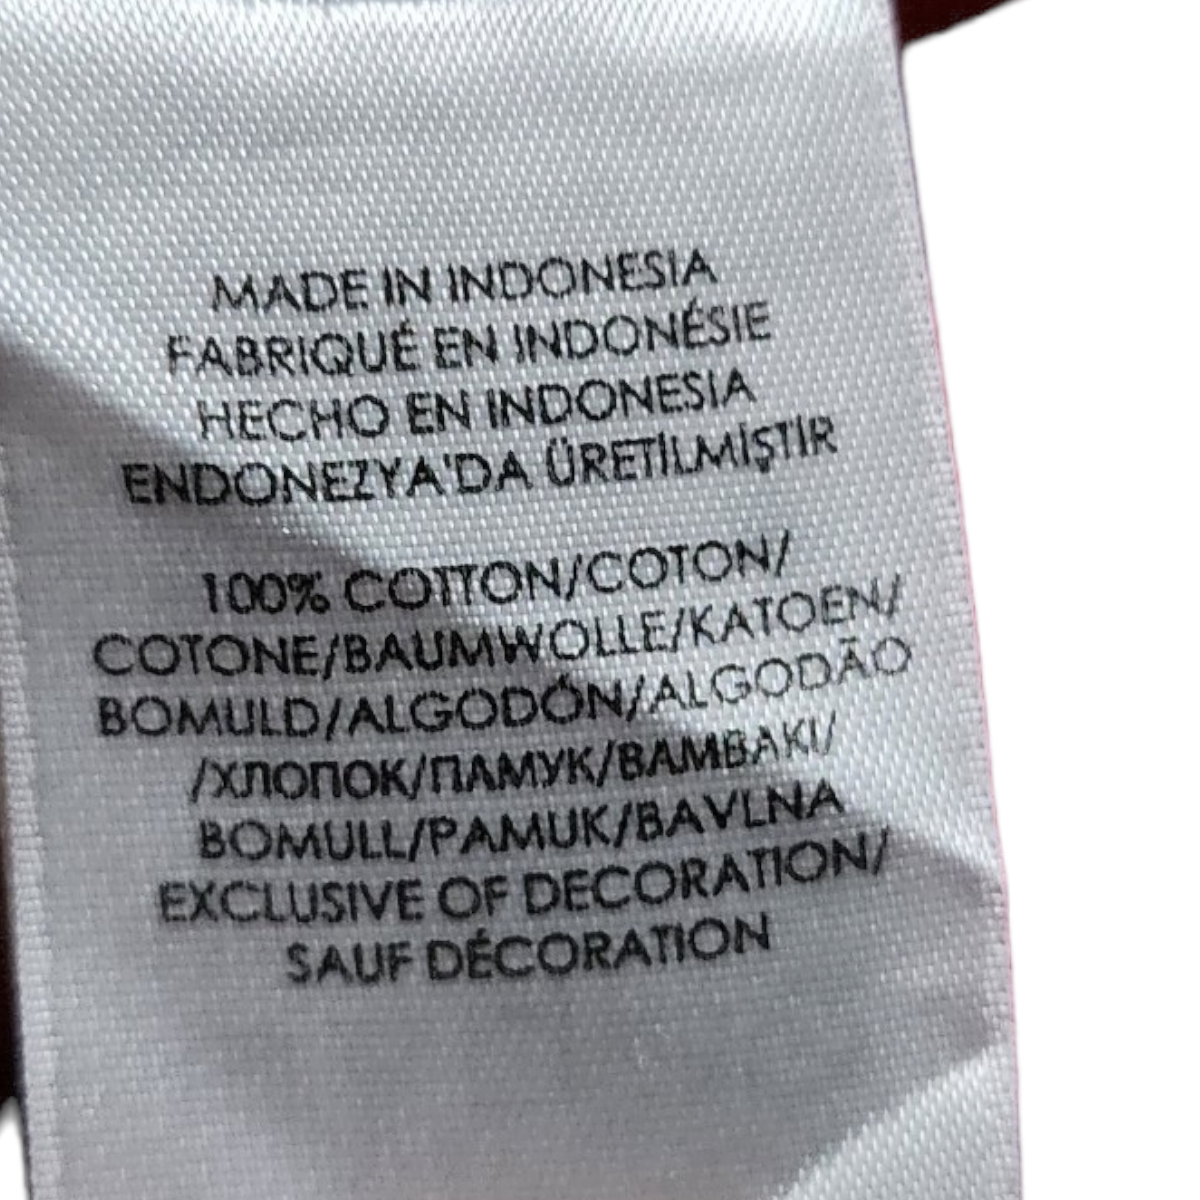 MADE IN INDONESIA
FABRIQUÉ EN INDONÉSIE
HECHO EN INDONESIA
ENDONEZYA'DA ÜRETİLMİŞTİR
100% COTTON/COTON/
COTONE/BAUMWOLLE/KATOEN/
BOMULD/ALGODÓN/ALGODÃO
/ХЛОПОК/ПАМУК/ΒΑΜΒΑΚΙ/
BOMULL/PAMUK/BAVLNA
EXCLUSIVE OF DECORATION/
SAUF DÉCORATION